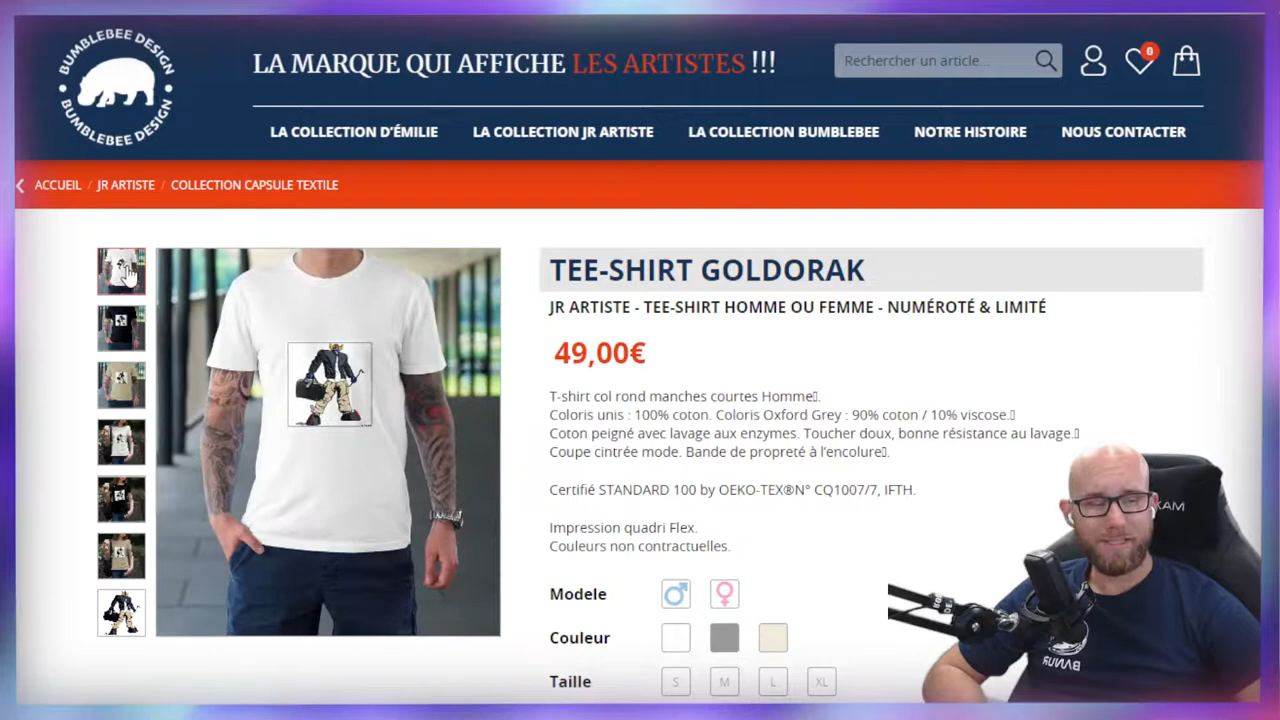 BUMBLEBEE DESIGN
BUMBLEBEE DESIGN
LA MARQUE QUI AFFICHE LES ARTISTES !!!
Rechercher un article...
0
LA COLLECTION D'ÉMILIE
LA COLLECTION JR ARTISTE
LA COLLECTION BUMBLEBEE
NOTRE HISTOIRE
NOUS CONTACTER
ACCUEIL / JR ARTISTE / COLLECTION CAPSULE TEXTILE
TEE-SHIRT GOLDORAK
JR ARTISTE - TEE-SHIRT HOMME OU FEMME - NUMÉROTÉ & LIMITÉ
49,00€
T-shirt col rond manches courtes Homme.
Coloris unis : 100% coton. Coloris Oxford Grey : 90% coton / 10% viscose.
Coton peigné avec lavage aux enzymes. Toucher doux, bonne résistance au lavage.
Coupe cintrée mode. Bande de propreté à l'encolure.
Certifié STANDARD 100 by OEKO-TEX®N° CQ1007/7, IFTH.
Impression quadri Flex.
Couleurs non contractuelles.
Modele
Couleur
Taille S M L XL